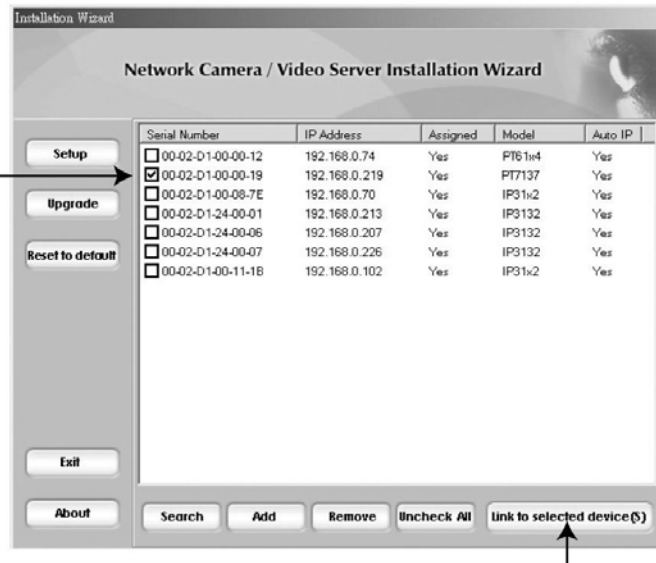 Installation Wizard
Network Camera / Video Server Installation Wizard
Serial Number IP Address Assigned Model Auto IP
00-02-D1-00-00-12 192.168.0.74 Yes PT61x4 Yes
00-02-D1-00-00-19 192.168.0.219 Yes PT7137 Yes
00-02-D1-00-08-7E 192.168.0.70 Yes IP31x2 Yes
00-02-D1-24-00-01 192.168.0.213 Yes IP3132 Yes
00-02-D1-24-00-06 192.168.0.207 Yes IP3132 Yes
00-02-D1-24-00-07 192.168.0.226 Yes IP3132 Yes
00-02-D1-00-11-1B 192.168.0.102 Yes IP31x2 Yes
Setup
Upgrade
Reset to default
Exit
About
Search Add Remove Uncheck All Link to selected device(S)